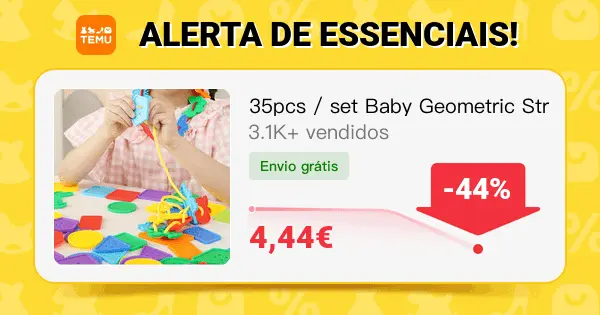 TEMU
ALERTA DE ESSENCIAIS!
35pcs / set Baby Geometric Str
3.1K+ vendidos
Envio grátis
-44%
4,44€